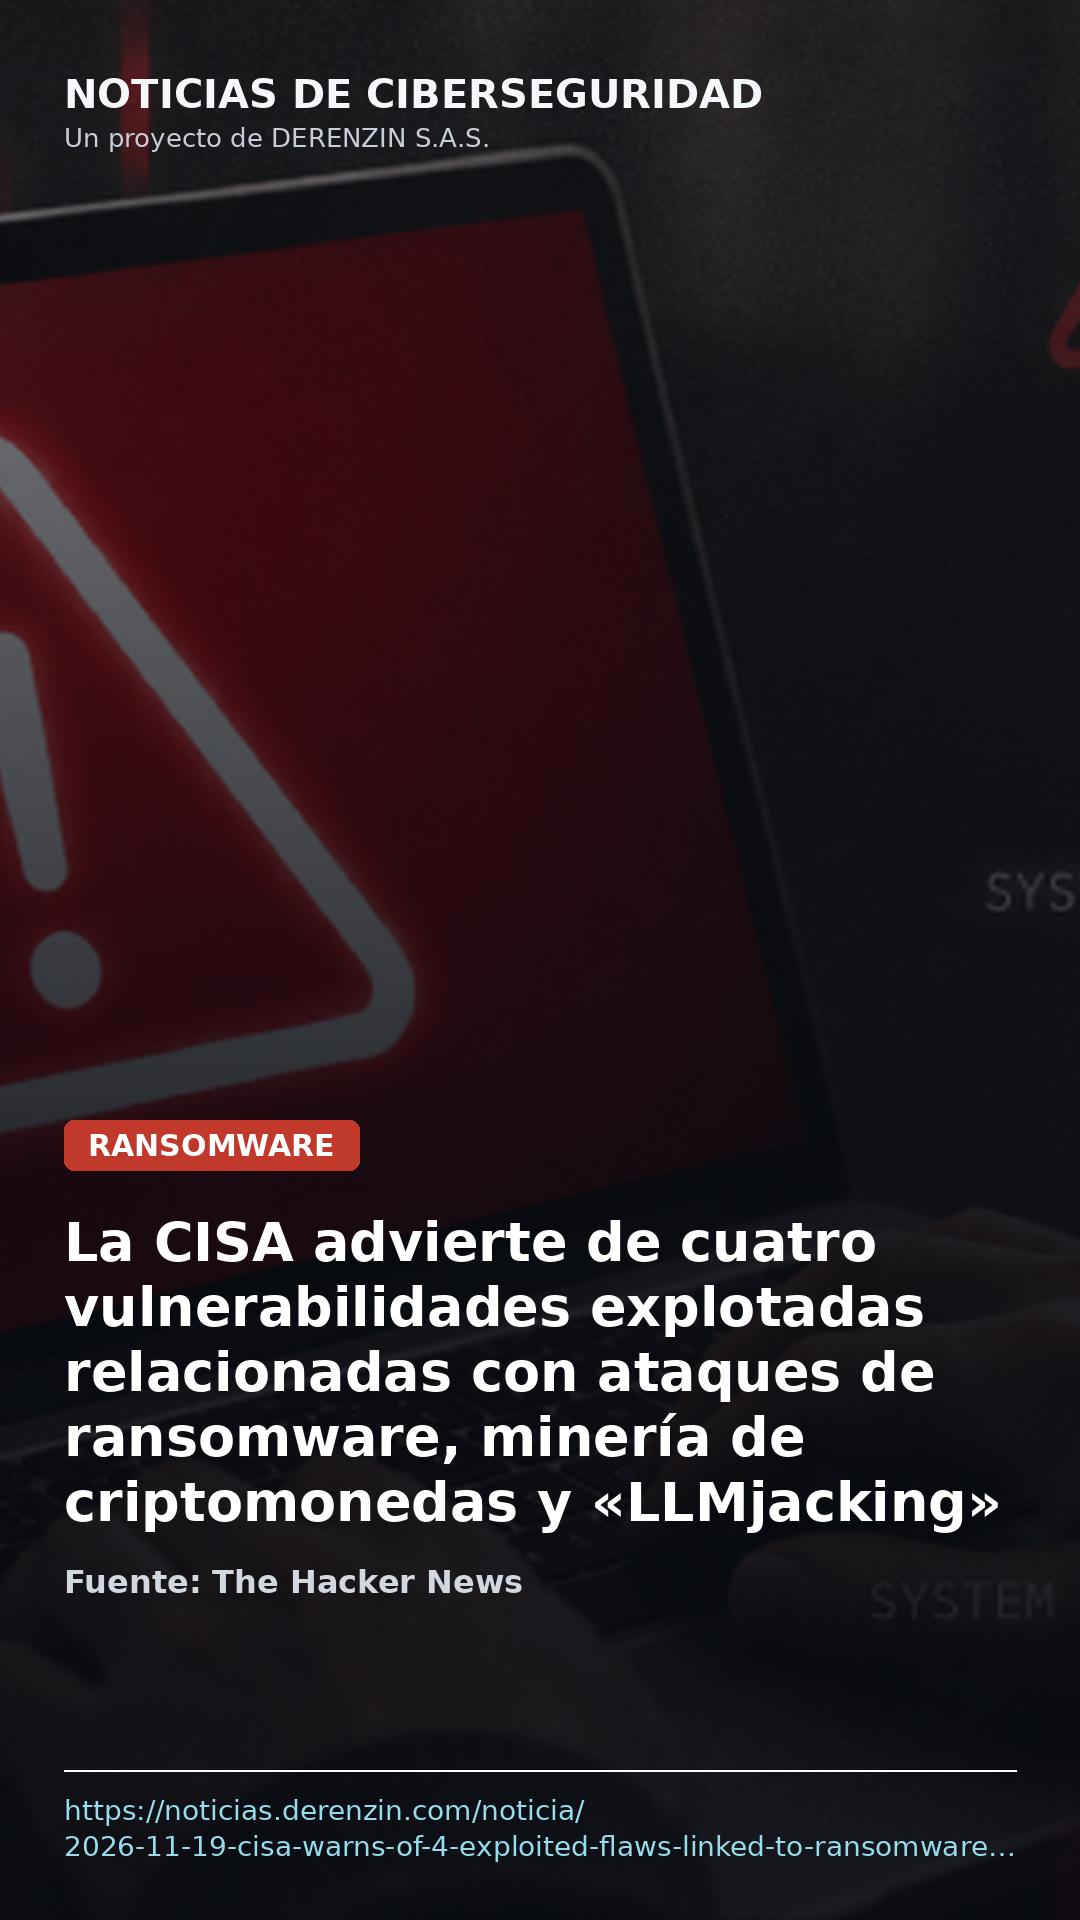 NOTICIAS DE CIBERSEGURIDAD
Un proyecto de DERENZIN S.A.S.
SYS
RANSOMWARE
La CISA advierte de cuatro
vulnerabilidades explotadas
relacionadas con ataques de
ransomware, minería de
criptomonedas y «LLMjacking»
Fuente: The Hacker News
SYSTEM
https://noticias.derenzin.com/noticia/
2026-11-19-cisa-warns-of-4-exploited-flaws-linked-to-ransomware...